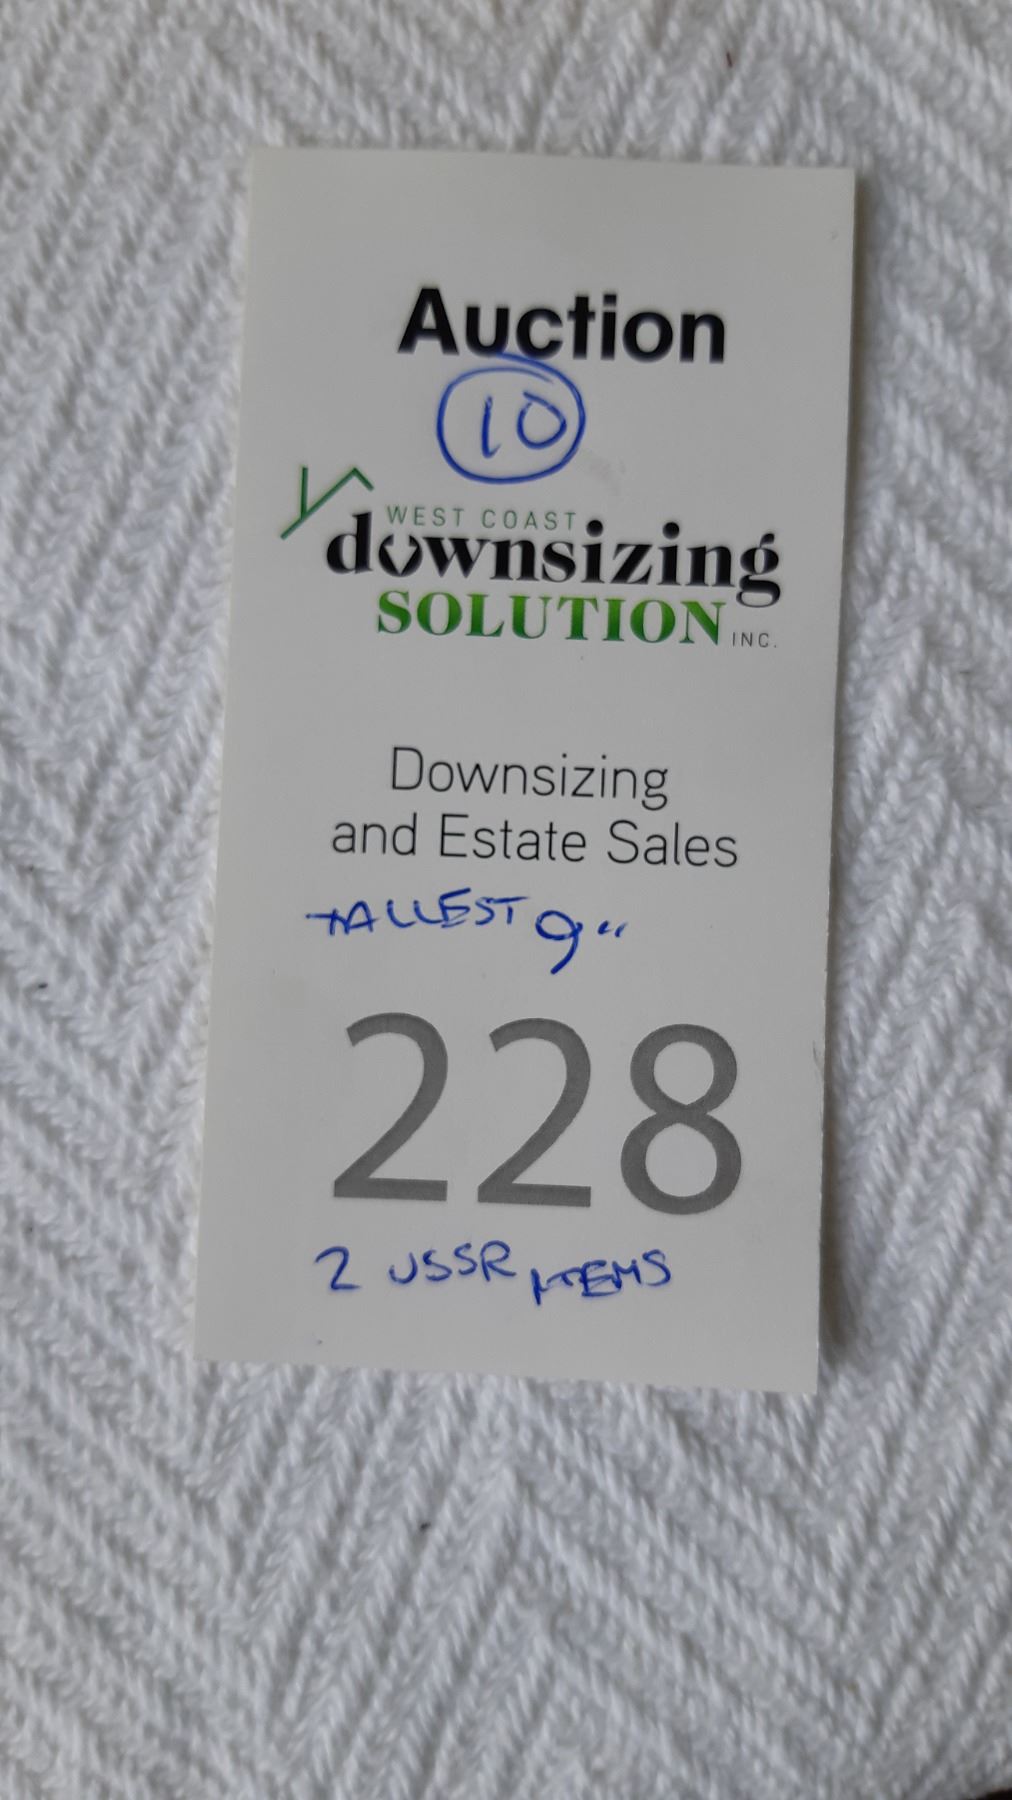 Auction
10
WEST COAST
downsizing
SOLUTION INC.
Downsizing
and Estate Sales
TALLEST 9"
228
2 USSR ITEMS